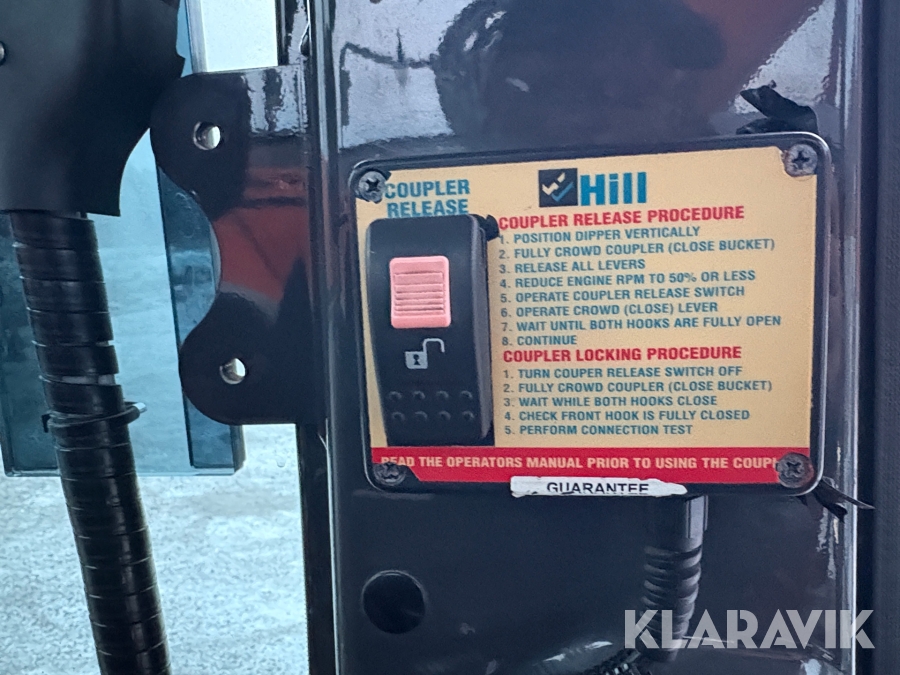 COUPLER
RELEASE
Hill
COUPLER RELEASE PROCEDURE
1. POSITION DIPPER VERTICALLY
2. FULLY CROWD COUPLER (CLOSE BUCKET)
3. RELEASE ALL LEVERS
4. REDUCE ENGINE RPM TO 50% OR LESS
5. OPERATE COUPLER RELEASE SWITCH
6. OPERATE CROWD (CLOSE) LEVER
7. WAIT UNTIL BOTH HOOKS ARE FULLY OPEN
8. CONTINUE
COUPLER LOCKING PROCEDURE
1. TURN COUPER RELEASE SWITCH OFF
2. FULLY CROWD COUPLER (CLOSE BUCKET)
3. WAIT WHILE BOTH HOOKS CLOSE
4. CHECK FRONT HOOK IS FULLY CLOSED
5. PERFORM CONNECTION TEST
READ THE OPERATORS MANUAL PRIOR TO USING THE COUP
GUARANTEE
KLARAVIK